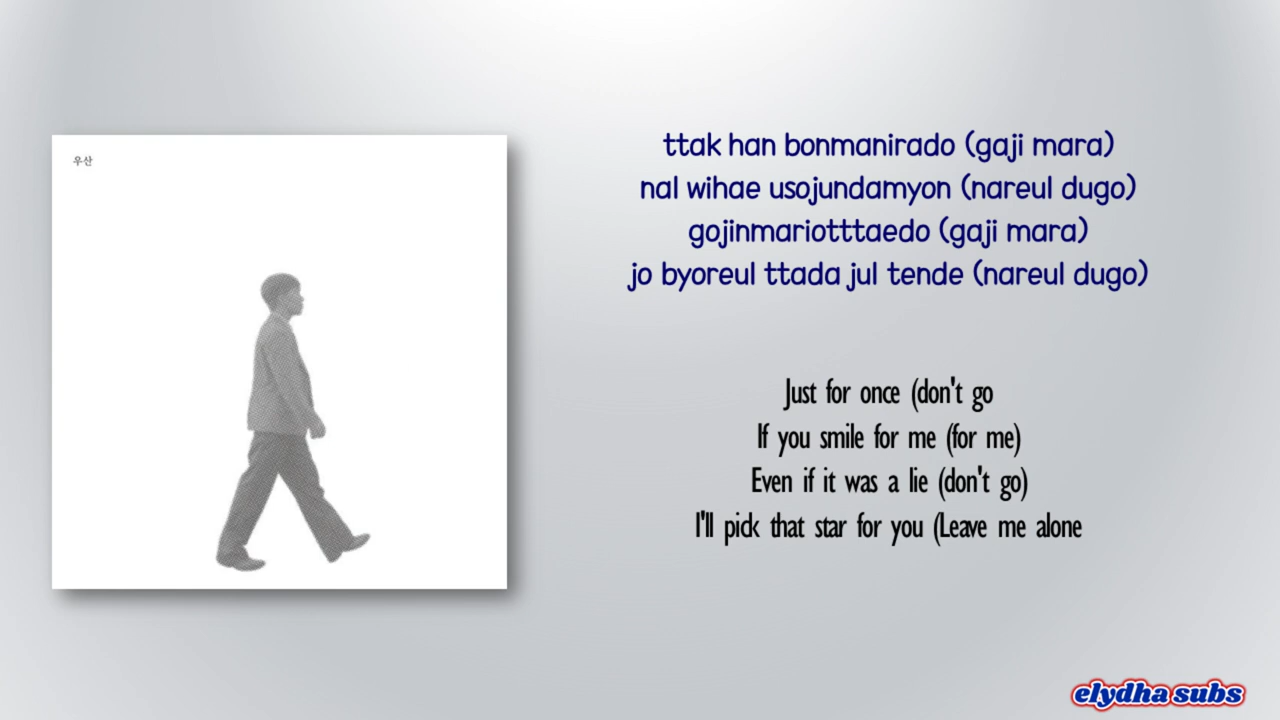 우산
ttak han bonmanirado (gaji mara)
nal wihae usojundamyon (nareul dugo)
gojinmariotttaedo (gaji mara)
jo byoreul ttada jul tende (nareul dugo)
Just for once (don't go
If you smile for me (for me)
Even if it was a lie (don't go)
I'll pick that star for you (Leave me alone
elydha subs